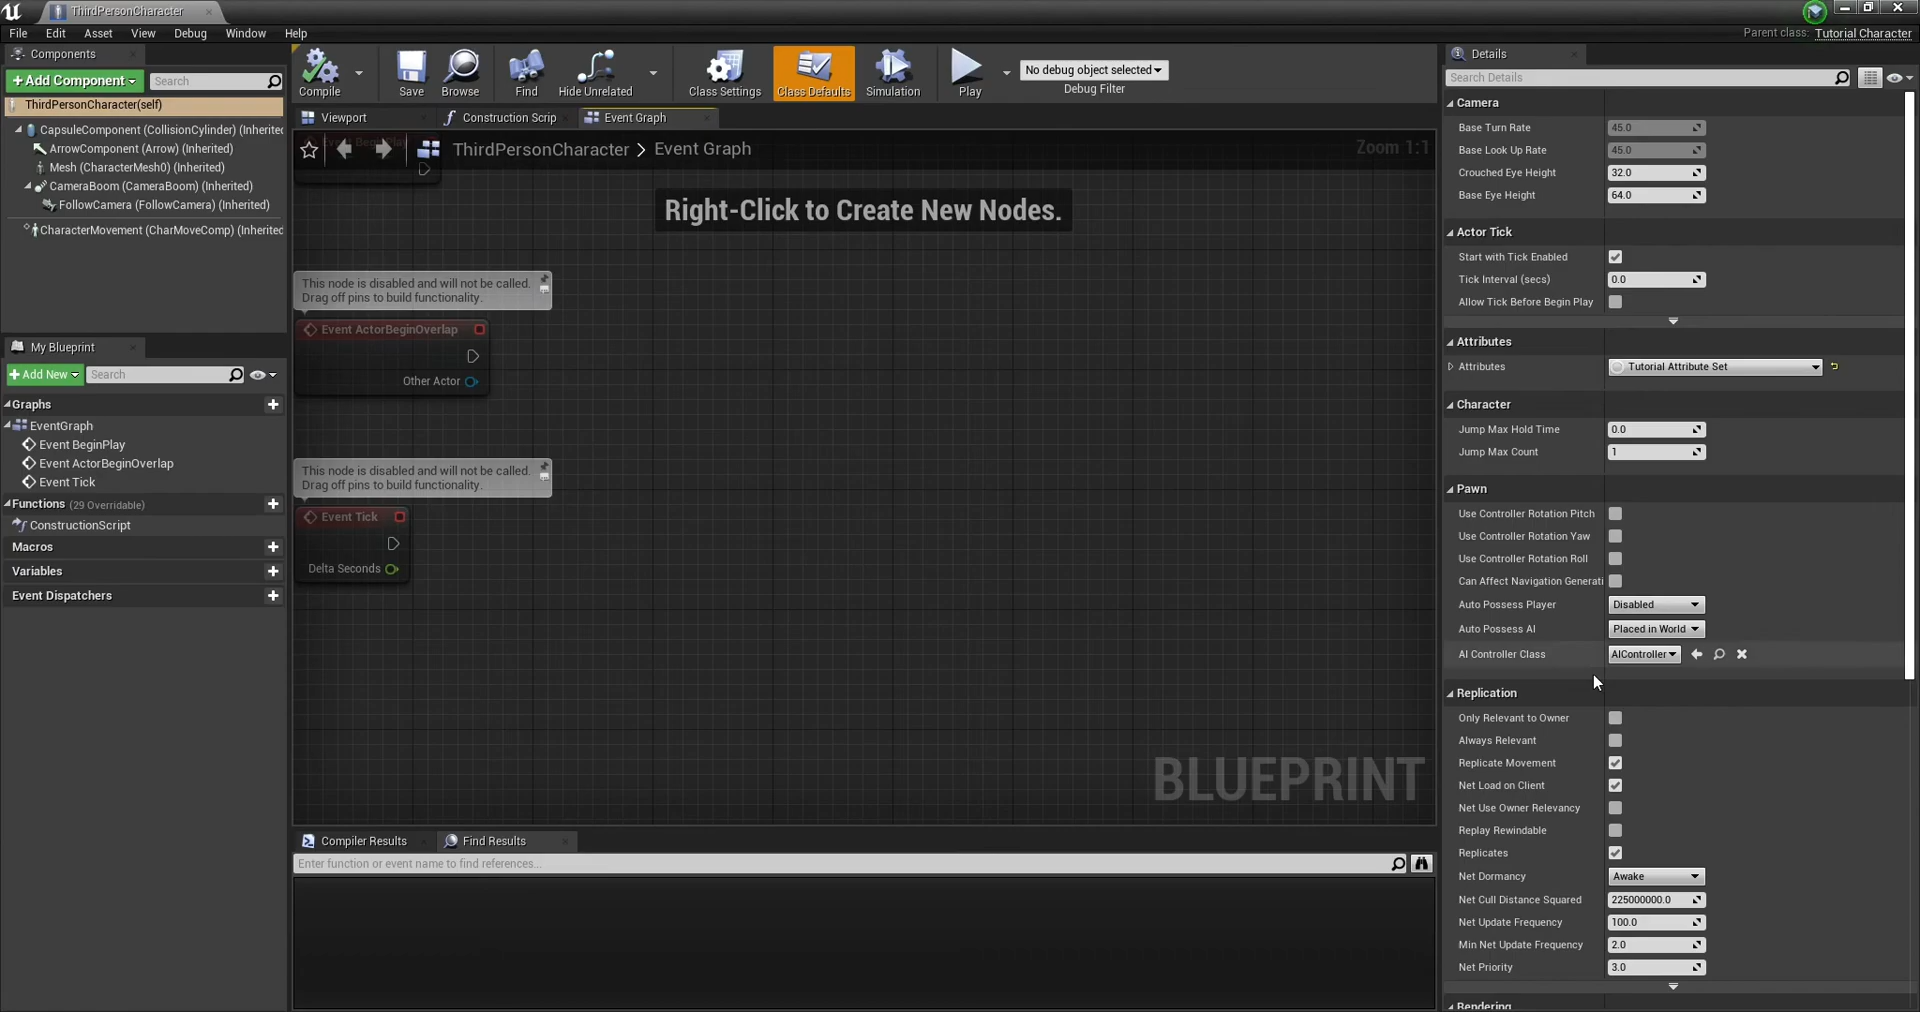 ThirdPersonCharacter
File Edit Asset View Debug Window Help
Parent class: Tutorial Character
Components
+ Add Component
Search
ThirdPersonCharacter(self)
CapsuleComponent (CollisionCylinder) (Inherited
ArrowComponent (Arrow) (Inherited)
Mesh (CharacterMesh0) (Inherited)
CameraBoom (CameraBoom) (Inherited)
FollowCamera (FollowCamera) (Inherited)
CharacterMovement (CharMoveComp) (Inherited
My Blueprint
+ Add New
Search
Graphs
EventGraph
Event BeginPlay
Event ActorBeginOverlap
Event Tick
Functions (29 Overridable)
ConstructionScript
Macros
Variables
Event Dispatchers
Compile
Save
Browse
Find
Hide Unrelated
Class Settings
Class Defaults
Simulation
Play
No debug object selected
Debug Filter
Viewport
Construction Scrip
Event Graph
ThirdPersonCharacter > Event Graph
Zoom 1:1
Event BeginPlay
Right-Click to Create New Nodes.
This node is disabled and will not be called.
Drag off pins to build functionality.
Event ActorBeginOverlap
Other Actor
This node is disabled and will not be called.
Drag off pins to build functionality.
Event Tick
Delta Seconds
BLUEPRINT
Compiler Results
Find Results
Enter function or event name to find references...
Details
Search Details
Camera
Base Turn Rate 45.0
Base Look Up Rate 45.0
Crouched Eye Height 32.0
Base Eye Height 64.0
Actor Tick
Start with Tick Enabled
Tick Interval (secs) 0.0
Allow Tick Before Begin Play
Attributes
Attributes Tutorial Attribute Set
Character
Jump Max Hold Time 0.0
Jump Max Count 1
Pawn
Use Controller Rotation Pitch
Use Controller Rotation Yaw
Use Controller Rotation Roll
Can Affect Navigation Generati
Auto Possess Player Disabled
Auto Possess AI Placed in World
AI Controller Class AIController
Replication
Only Relevant to Owner
Always Relevant
Replicate Movement
Net Load on Client
Net Use Owner Relevancy
Replay Rewindable
Replicates
Net Dormancy Awake
Net Cull Distance Squared 225000000.0
Net Update Frequency 100.0
Min Net Update Frequency 2.0
Net Priority 3.0
Rendering